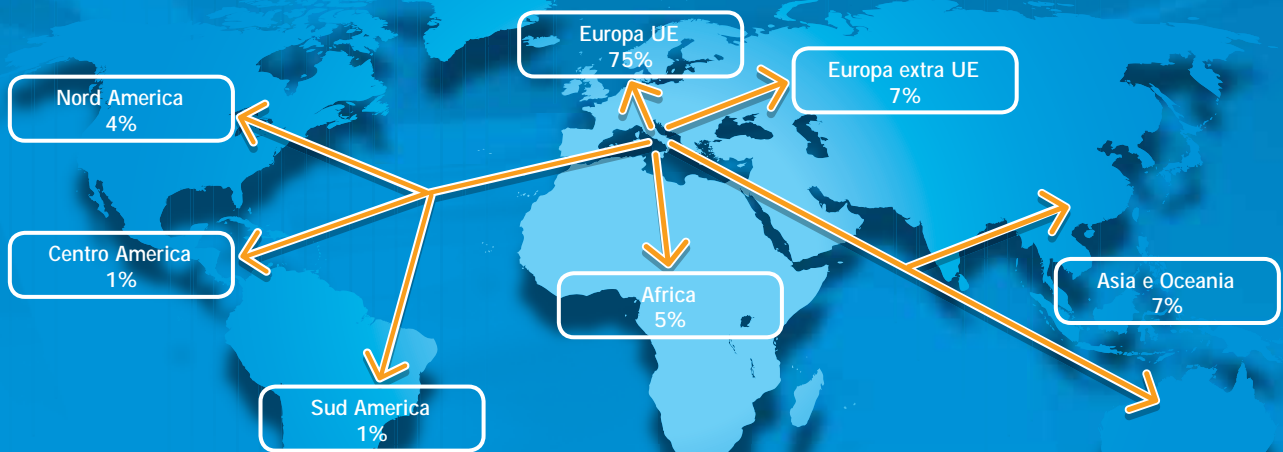 Europa UE
75%
Europa extra UE
7%
Nord America
4%
Centro America
1%
Africa
5%
Asia e Oceania
7%
Sud America
1%